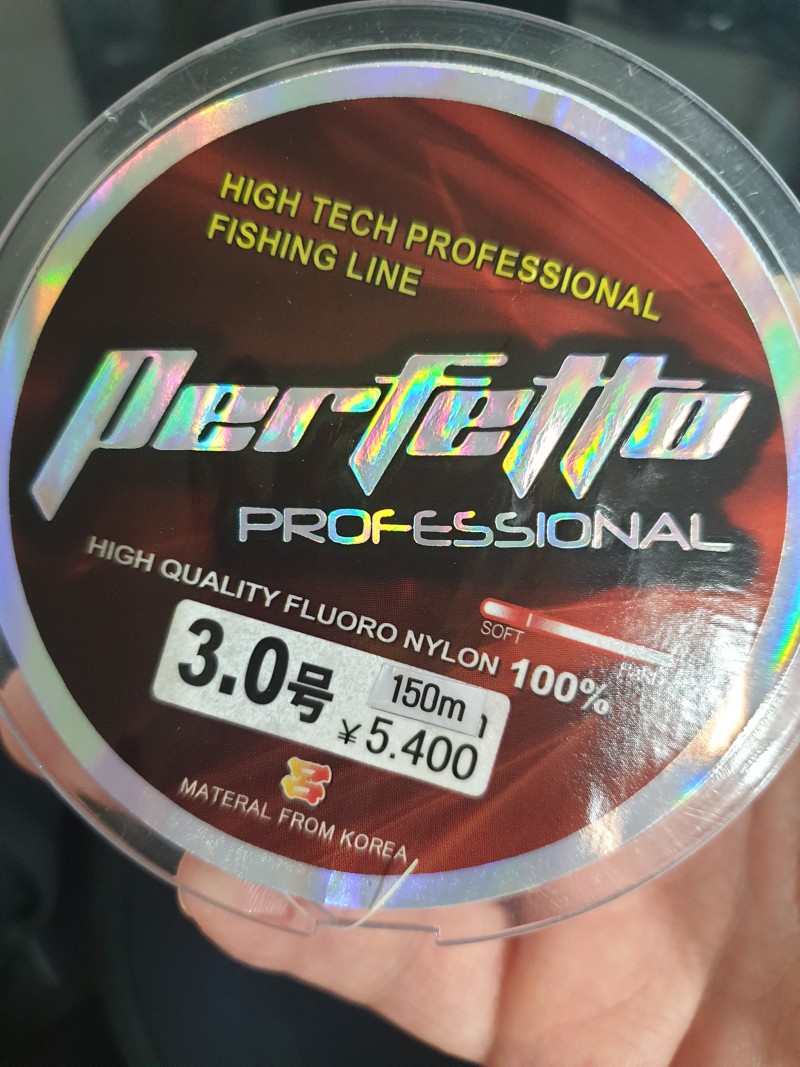 HIGH TECH PROFESSIONAL
FISHING LINE
Perfetto
PROFESSIONAL
HIGH QUALITY FLUORO NYLON 100%
SOFT
HARD
3.0号
150m
¥5.400
MATERAL FROM KOREA